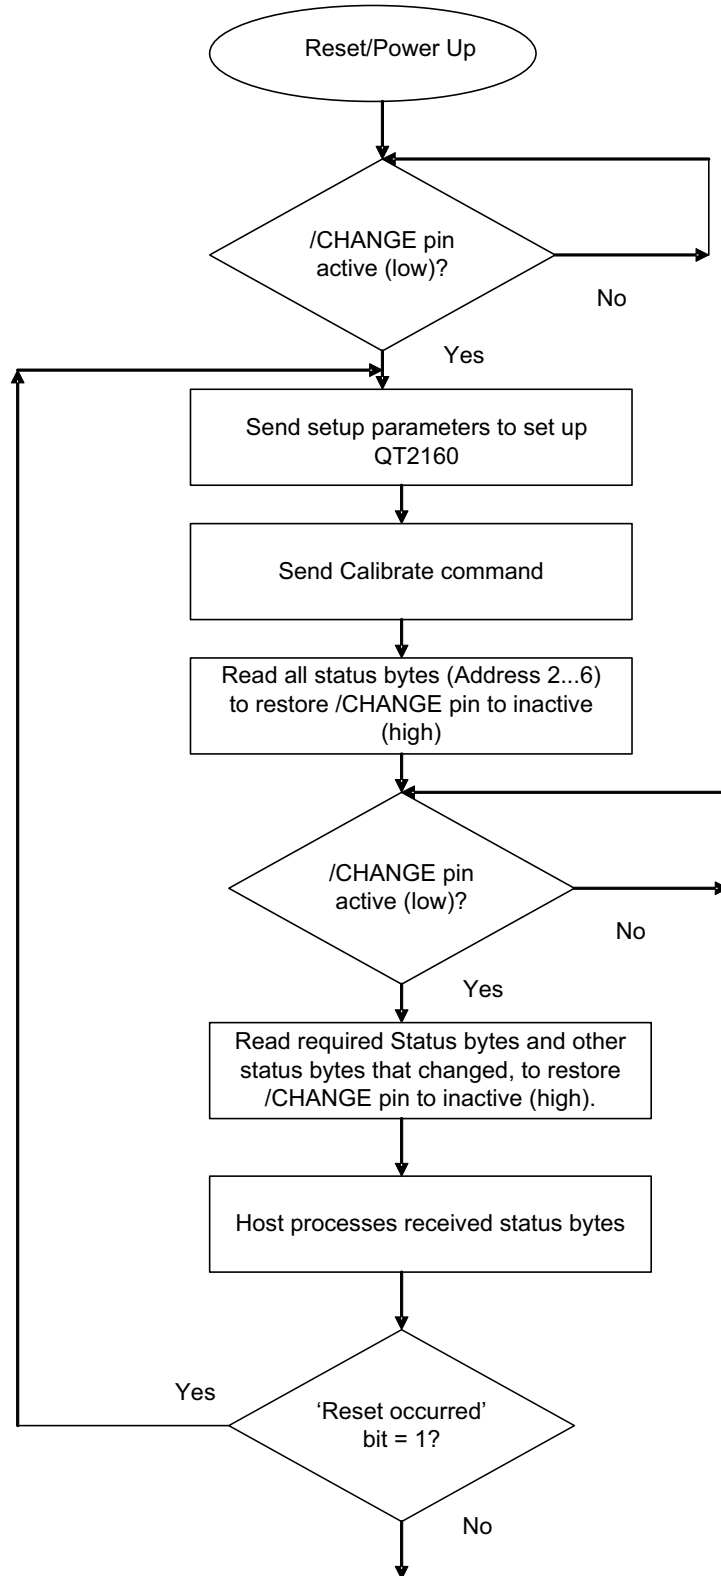 Reset/Power Up
/CHANGE pin
active (low)?
No
Yes
Send setup parameters to set up
QT2160
Send Calibrate command
Read all status bytes (Address 2...6)
to restore /CHANGE pin to inactive
(high)
/CHANGE pin
active (low)?
No
Yes
Read required Status bytes and other
status bytes that changed, to restore
/CHANGE pin to inactive (high).
Host processes received status bytes
Yes
‘Reset occurred’
bit = 1?
No